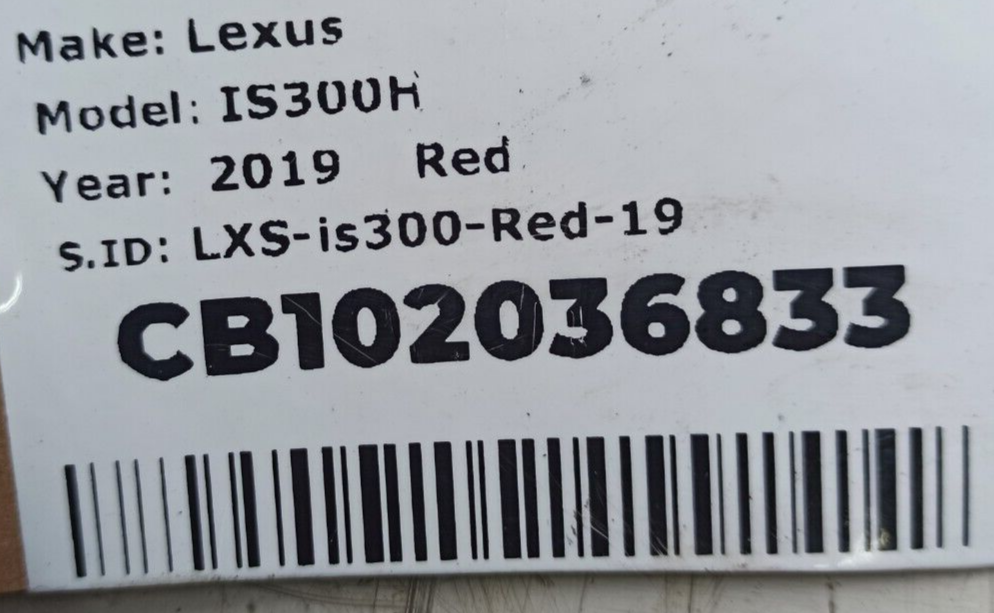 Make: Lexus
Model: IS300H
Year: 2019 Red
S.ID: LXS-is300-Red-19
CB102036833